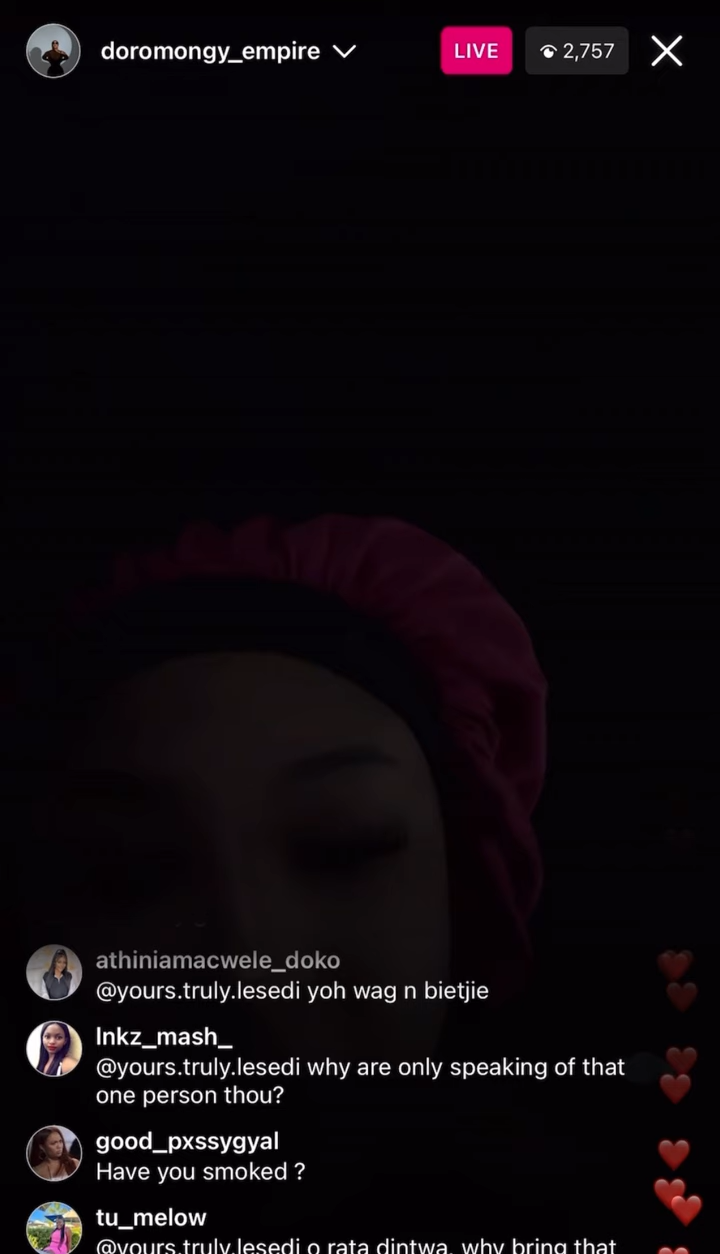 doromongy_empire
LIVE
2,757
athiniamacwele_doko
@yours.truly.lesedi yoh wag n bietjie
lnkz_mash_
@yours.truly.lesedi why are only speaking of that
one person thou?
good_pxssygyal
Have you smoked ?
tu_melow
@yours.truly.lesedi o rata dintwa, why bring that